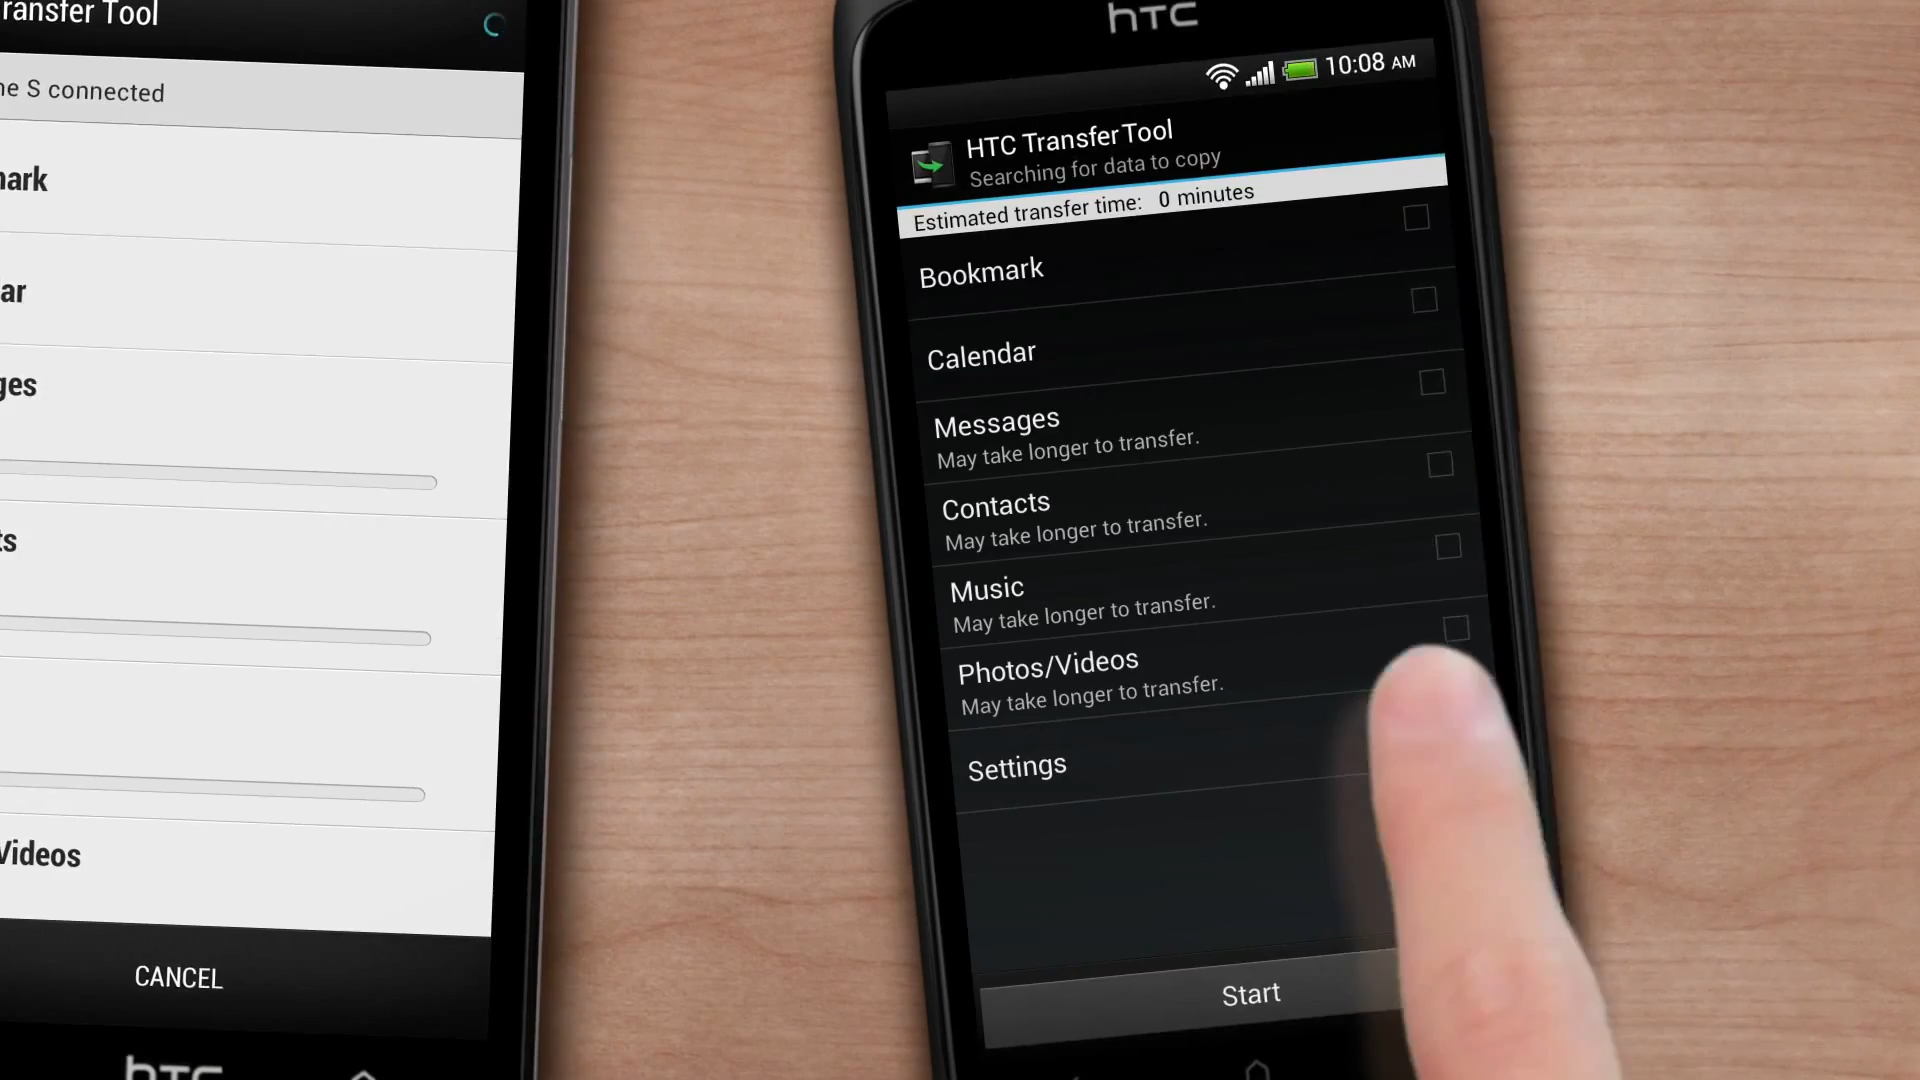 ransfer Tool
ne S connected
nark
ar
ges
ts
Videos
CANCEL
hTC
hTC
10:08 AM
HTC Transfer Tool
Searching for data to copy
Estimated transfer time: 0 minutes
Bookmark
Calendar
Messages
May take longer to transfer.
Contacts
May take longer to transfer.
Music
May take longer to transfer.
Photos/Videos
May take longer to transfer.
Settings
Start